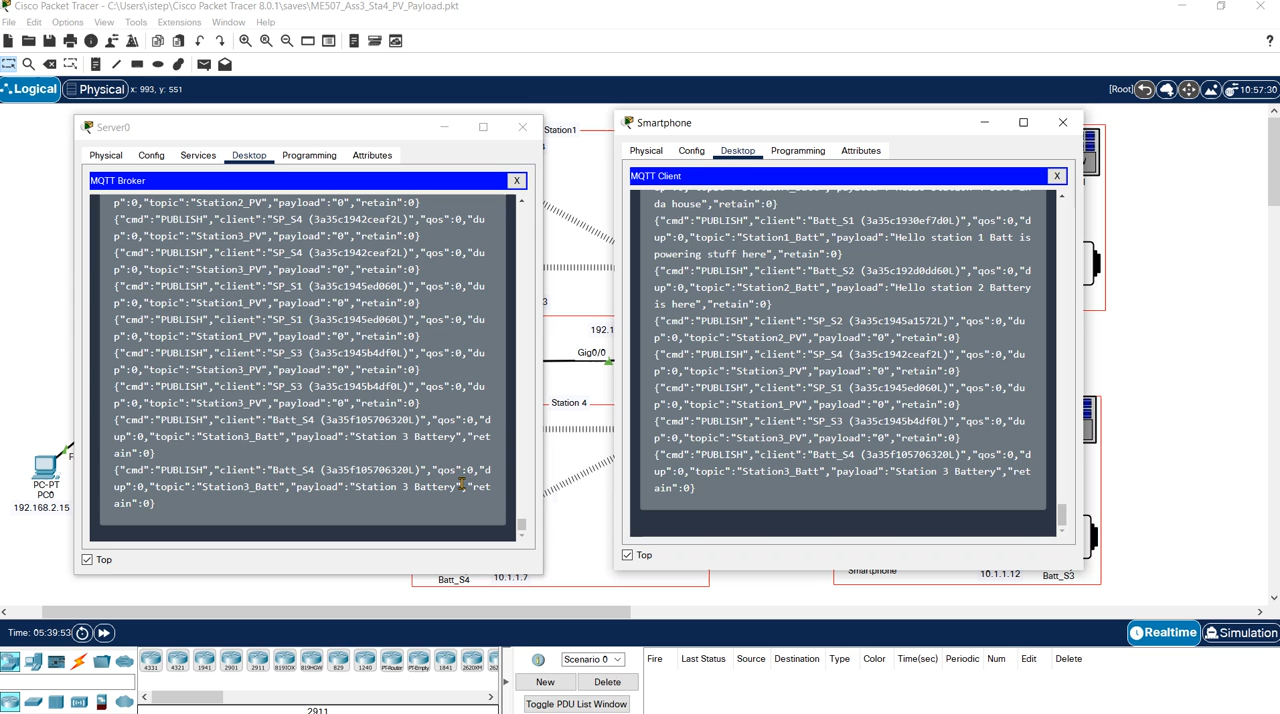 Cisco Packet Tracer - C:\Users\istep\Cisco Packet Tracer 8.0.1\saves\ME507_Ass3_Sta4_PV_Payload.pkt
File Edit Options View Tools Extensions Window Help
?
Logical Physical x: 993, y: 551 [Root] 10:57:30
Server0
Physical Config Services Desktop Programming Attributes
MQTT Broker X
p":0,"topic":"Station2_PV","payload":"0","retain":0}
{"cmd":"PUBLISH","client":"SP_S4 (3a35c1942ceaf2L)","qos":0,"du
p":0,"topic":"Station3_PV","payload":"0","retain":0}
{"cmd":"PUBLISH","client":"SP_S4 (3a35c1942ceaf2L)","qos":0,"du
p":0,"topic":"Station3_PV","payload":"0","retain":0}
{"cmd":"PUBLISH","client":"SP_S1 (3a35c1945ed060L)","qos":0,"du
p":0,"topic":"Station1_PV","payload":"0","retain":0}
{"cmd":"PUBLISH","client":"SP_S1 (3a35c1945ed060L)","qos":0,"du
p":0,"topic":"Station1_PV","payload":"0","retain":0}
{"cmd":"PUBLISH","client":"SP_S3 (3a35c1945b4df0L)","qos":0,"du
p":0,"topic":"Station3_PV","payload":"0","retain":0}
{"cmd":"PUBLISH","client":"SP_S3 (3a35c1945b4df0L)","qos":0,"du
p":0,"topic":"Station3_PV","payload":"0","retain":0}
{"cmd":"PUBLISH","client":"Batt_S4 (3a35f105706320L)","qos":0,"d
up":0,"topic":"Station3_Batt","payload":"Station 3 Battery","ret
ain":0}
{"cmd":"PUBLISH","client":"Batt_S4 (3a35f105706320L)","qos":0,"d
up":0,"topic":"Station3_Batt","payload":"Station 3 Battery","ret
ain":0}
Top
Station1
3
192.1
Gig0/0
Station 4
Smartphone
Physical Config Desktop Programming Attributes
MQTT Client X
da house","retain":0}
{"cmd":"PUBLISH","client":"Batt_S1 (3a35c1930ef7d0L)","qos":0,"d
up":0,"topic":"Station1_Batt","payload":"Hello station 1 Batt is
powering stuff here","retain":0}
{"cmd":"PUBLISH","client":"Batt_S2 (3a35c192d0dd60L)","qos":0,"d
up":0,"topic":"Station2_Batt","payload":"Hello station 2 Battery
is here","retain":0}
{"cmd":"PUBLISH","client":"SP_S2 (3a35c1945a1572L)","qos":0,"du
p":0,"topic":"Station2_PV","payload":"0","retain":0}
{"cmd":"PUBLISH","client":"SP_S4 (3a35c1942ceaf2L)","qos":0,"du
p":0,"topic":"Station3_PV","payload":"0","retain":0}
{"cmd":"PUBLISH","client":"SP_S1 (3a35c1945ed060L)","qos":0,"du
p":0,"topic":"Station1_PV","payload":"0","retain":0}
{"cmd":"PUBLISH","client":"SP_S3 (3a35c1945b4df0L)","qos":0,"du
p":0,"topic":"Station3_PV","payload":"0","retain":0}
{"cmd":"PUBLISH","client":"Batt_S4 (3a35f105706320L)","qos":0,"d
up":0,"topic":"Station3_Batt","payload":"Station 3 Battery","ret
ain":0}
Top
PC-PT
PC0
192.168.2.15
Batt_S4 10.1.1.7
Smartphone 10.1.1.12 Batt_S3
Time: 05:39:53 Realtime Simulation
4331 4321 1941 2901 2911 819IOX 819HGW 829 1240 PT-Router PT-Empty 1841 2620XM 262
2911
Scenario 0
New Delete
Toggle PDU List Window
Fire Last Status Source Destination Type Color Time(sec) Periodic Num Edit Delete